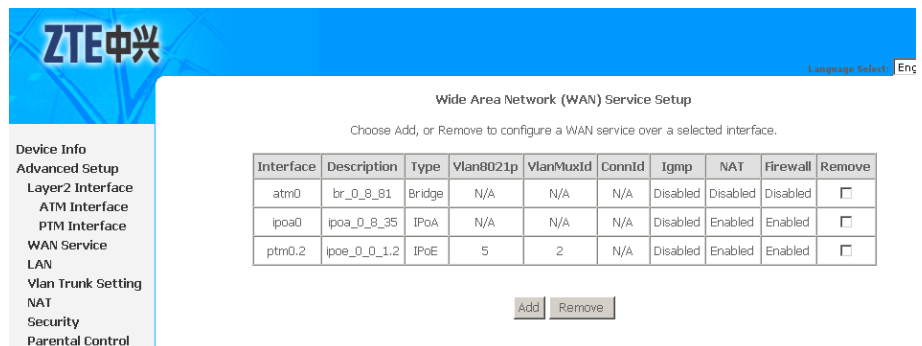 ZTE中兴
Language Select: Eng
Wide Area Network (WAN) Service Setup
Choose Add, or Remove to configure a WAN service over a selected interface.
Device Info
Advanced Setup
Layer2 Interface
ATM Interface
PTM Interface
WAN Service
LAN
Vlan Trunk Setting
NAT
Security
Parental Control
Interface Description Type Vlan8021p VlanMuxId ConnId Igmp NAT Firewall Remove
atm0 br_0_8_81 Bridge N/A N/A N/A Disabled Disabled Disabled
ipoa0 ipoa_0_8_35 IPoA N/A N/A N/A Disabled Enabled Enabled
ptm0.2 ipoe_0_0_1.2 IPoE 5 2 N/A Disabled Enabled Enabled
Add Remove